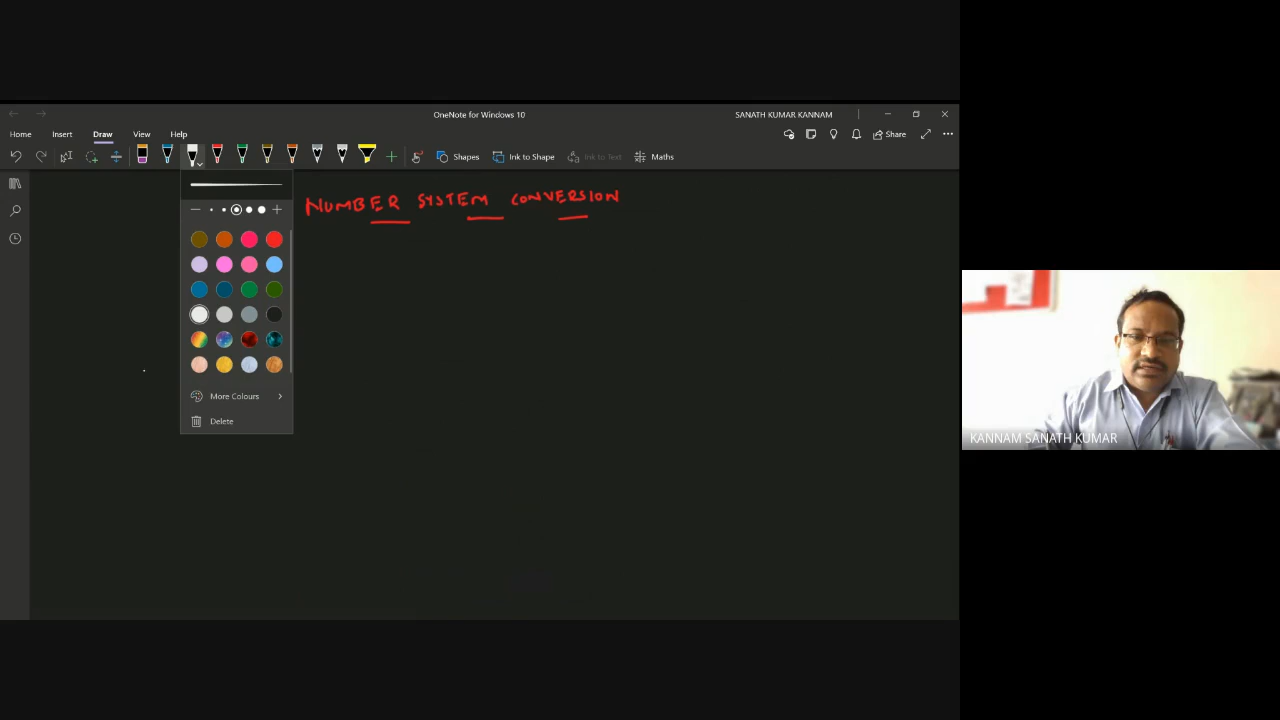 OneNote for Windows 10
SANATH KUMAR KANNAM
Home Insert Draw View Help
Share
Shapes Ink to Shape Ink to Text Maths
NUMBER SYSTEM CONVERSION
More Colours
Delete
KANNAM SANATH KUMAR